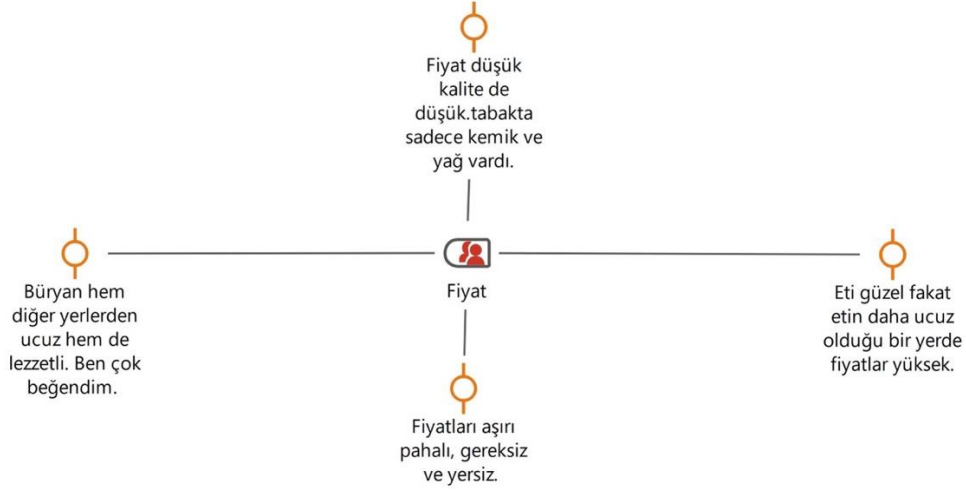 Fiyat düşük
kalite de
düşük.tabakta
sadece kemik ve
yağ vardı.
Büryan hem
diğer yerlerden
ucuz hem de
lezzetli. Ben çok
beğendim.
Fiyat
Eti güzel fakat
etin daha ucuz
olduğu bir yerde
fiyatlar yüksek.
Fiyatları aşırı
pahalı, gereksiz
ve yersiz.